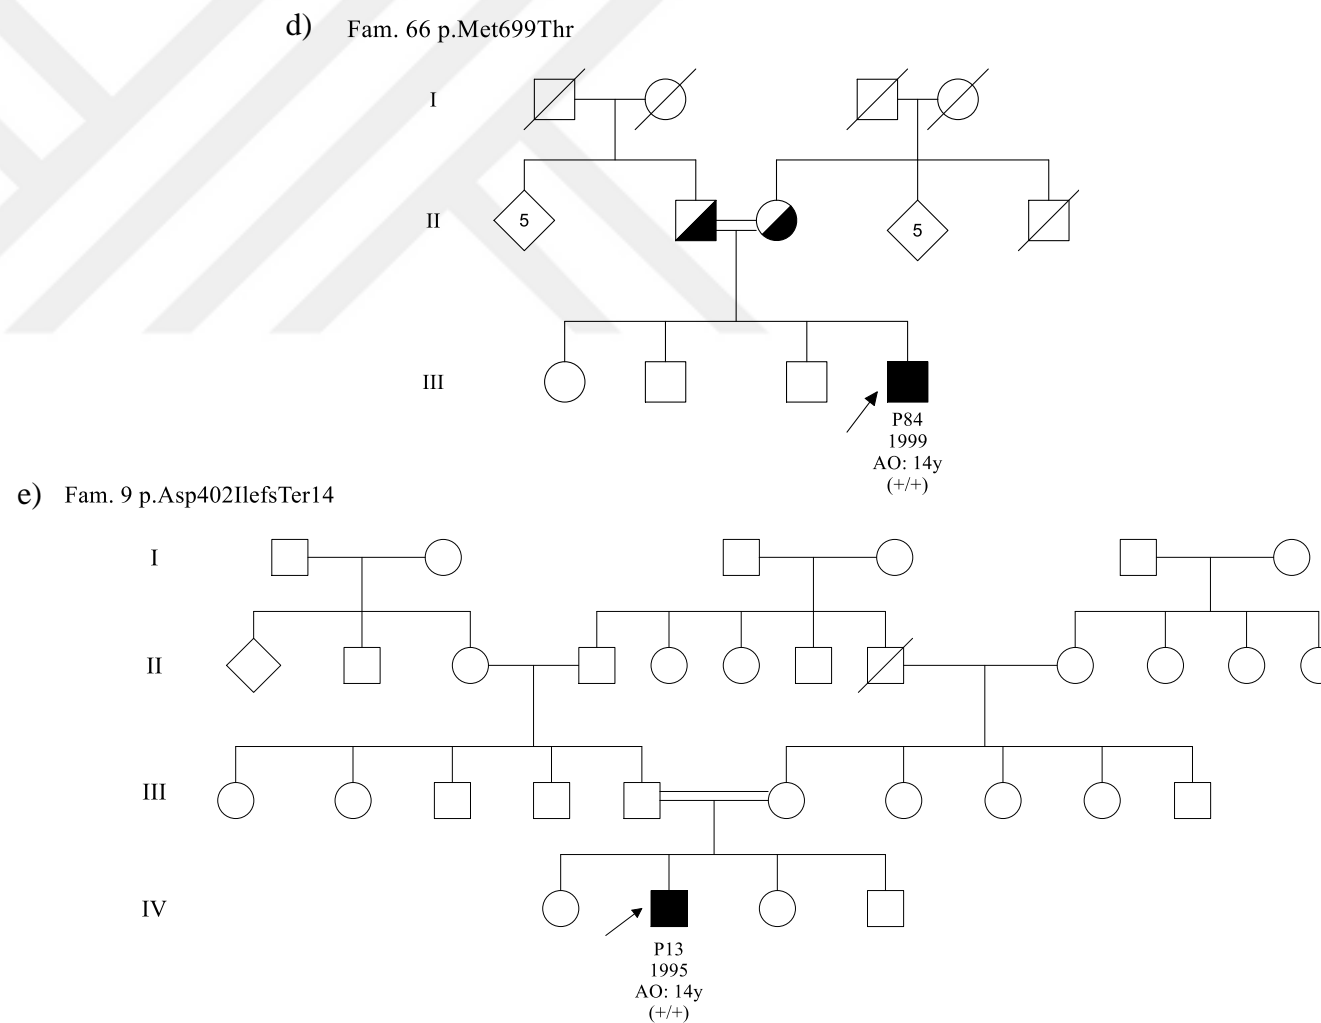 d) Fam. 66 p.Met699Thr
I
II
5
5
III
P84
1999
AO: 14y
(+/+)
e) Fam. 9 p.Asp402IlefsTer14
I
II
III
IV
P13
1995
AO: 14y
(+/+)